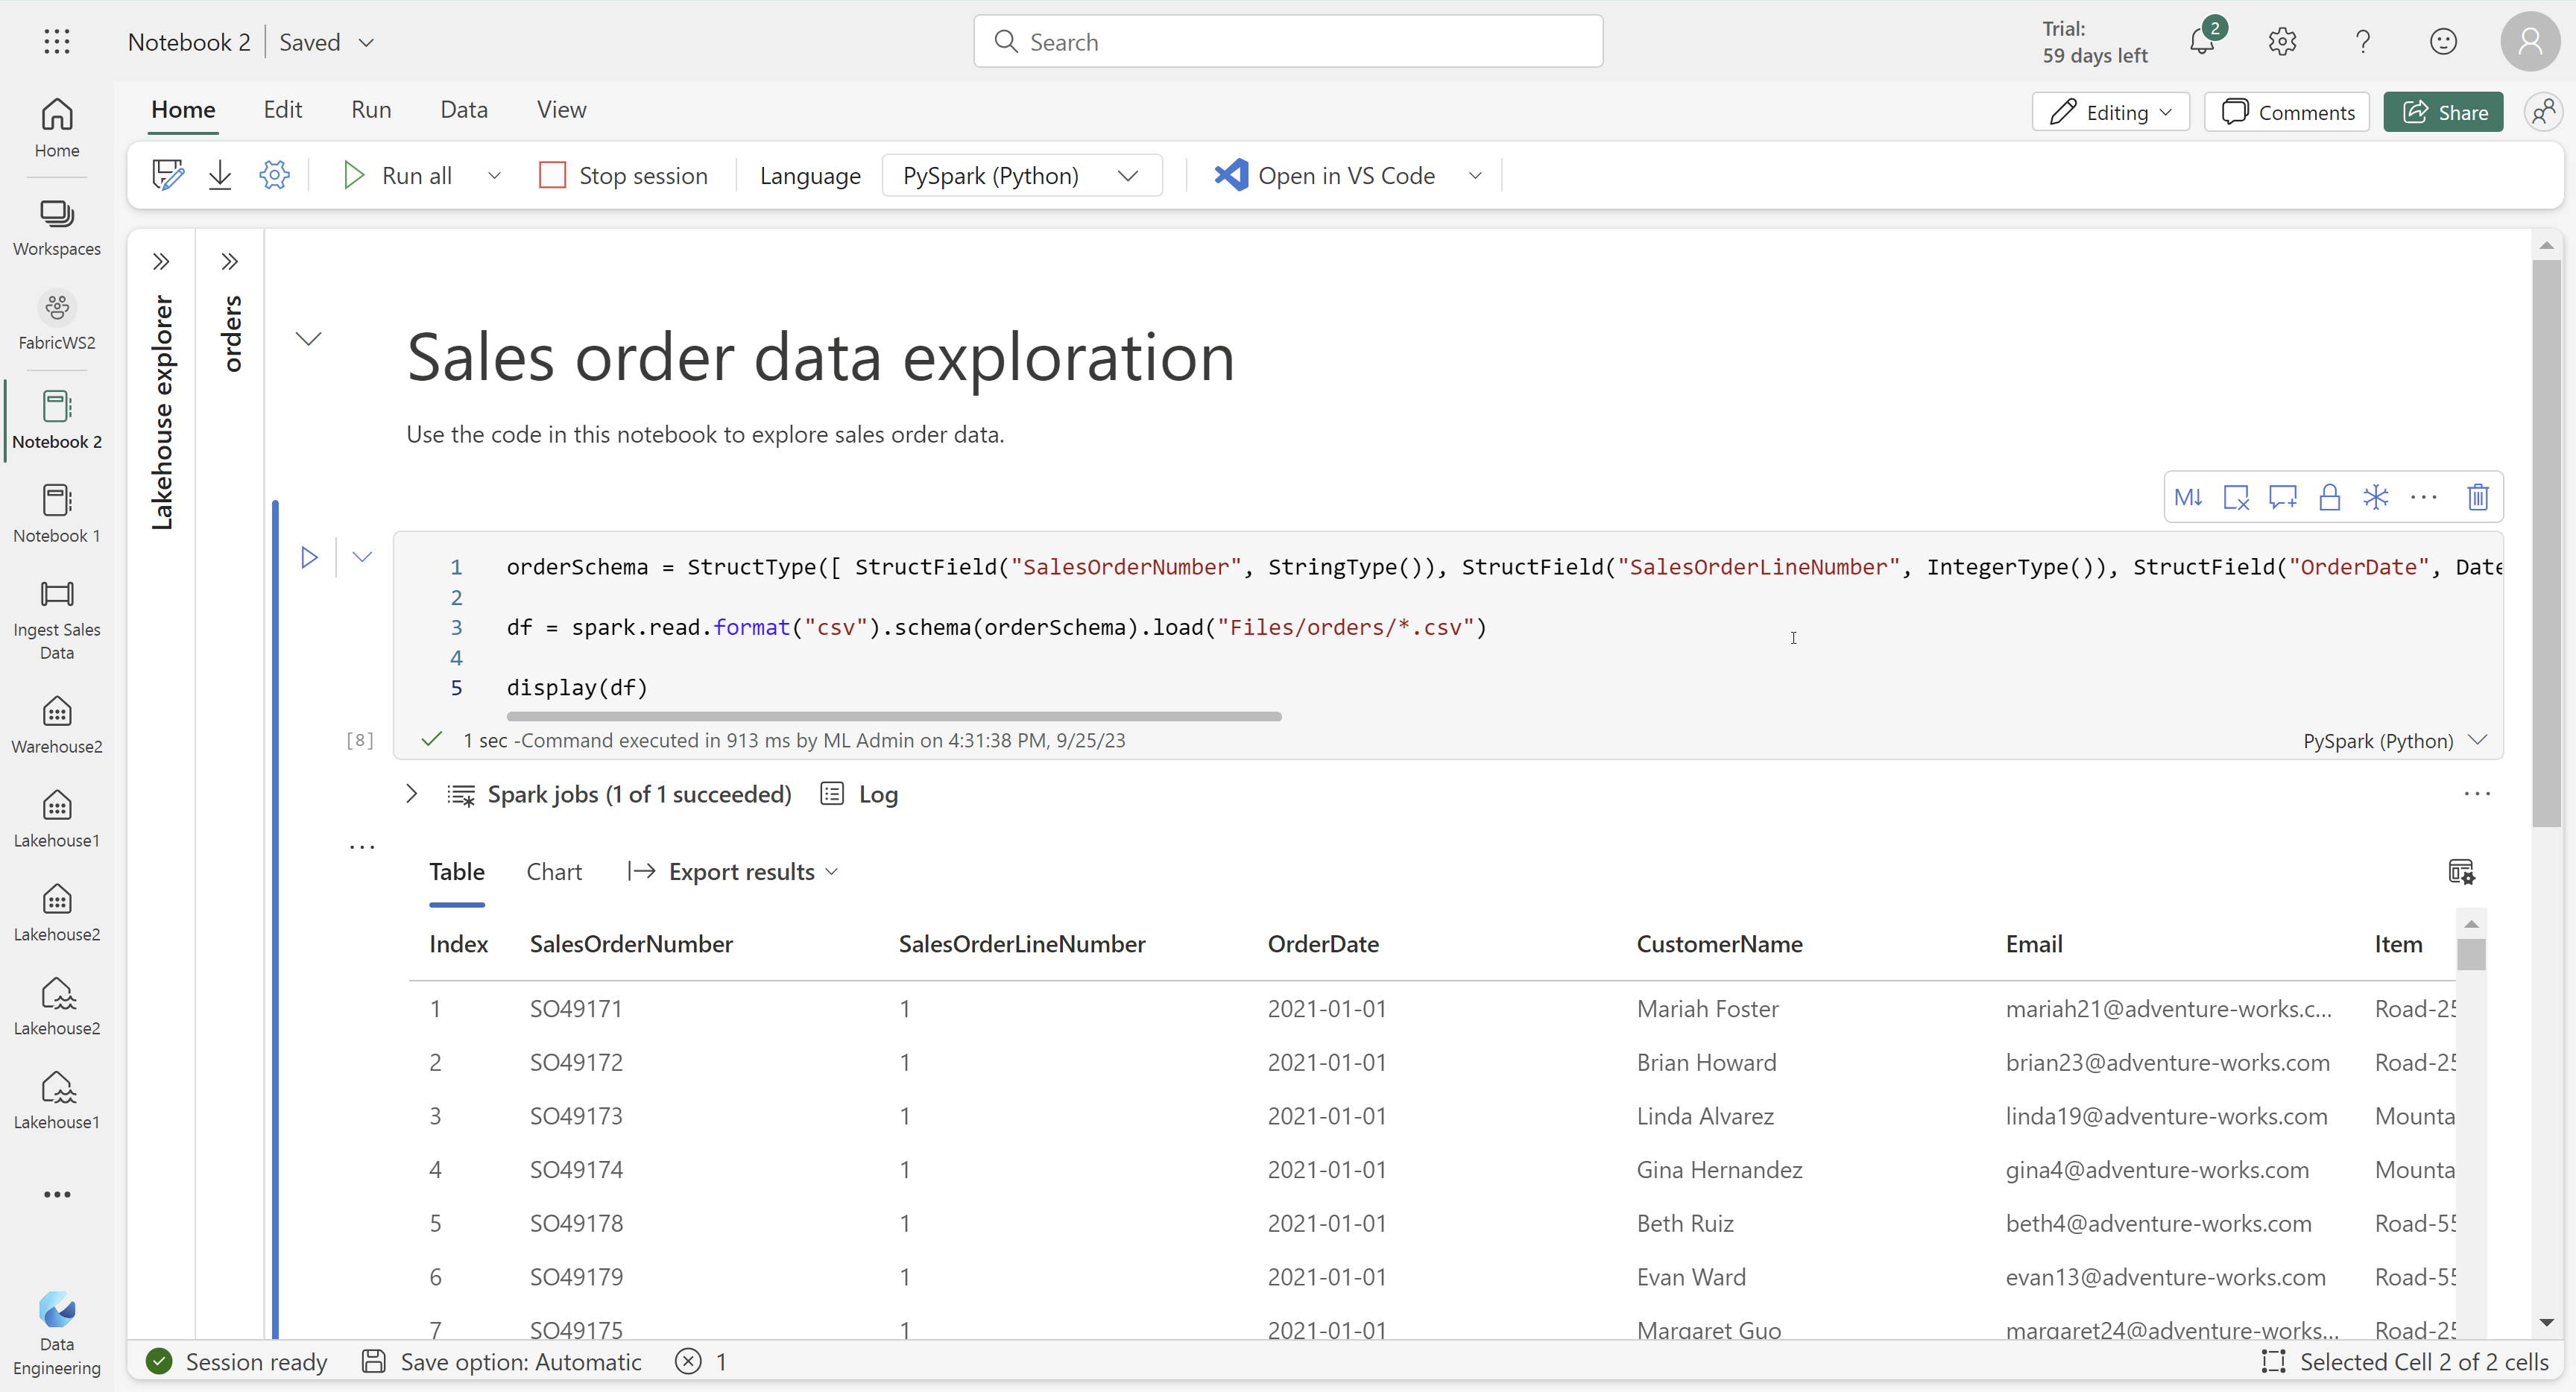 Notebook 2 Saved
Search
Trial:
59 days left
2
Home Edit Run Data View
Editing Comments Share
Run all Stop session Language PySpark (Python) Open in VS Code
Home
Workspaces
FabricWS2
Notebook 2
Notebook 1
Ingest Sales
Data
Warehouse2
Lakehouse1
Lakehouse2
Lakehouse2
Lakehouse1
Data
Engineering
Lakehouse explorer
orders
Sales order data exploration
Use the code in this notebook to explore sales order data.
M↓
1 orderSchema = StructType([ StructField("SalesOrderNumber", StringType()), StructField("SalesOrderLineNumber", IntegerType()), StructField("OrderDate", Date
2
3 df = spark.read.format("csv").schema(orderSchema).load("Files/orders/*.csv")
4
5 display(df)
[8] 1 sec -Command executed in 913 ms by ML Admin on 4:31:38 PM, 9/25/23 PySpark (Python)
Spark jobs (1 of 1 succeeded) Log
Table Chart Export results
Index SalesOrderNumber SalesOrderLineNumber OrderDate CustomerName Email Item
1 SO49171 1 2021-01-01 Mariah Foster mariah21@adventure-works.c... Road-25
2 SO49172 1 2021-01-01 Brian Howard brian23@adventure-works.com Road-25
3 SO49173 1 2021-01-01 Linda Alvarez linda19@adventure-works.com Mounta
4 SO49174 1 2021-01-01 Gina Hernandez gina4@adventure-works.com Mounta
5 SO49178 1 2021-01-01 Beth Ruiz beth4@adventure-works.com Road-55
6 SO49179 1 2021-01-01 Evan Ward evan13@adventure-works.com Road-55
7 SO49175 1 2021-01-01 Margaret Guo margaret24@adventure-works... Road-25
Session ready Save option: Automatic 1 Selected Cell 2 of 2 cells